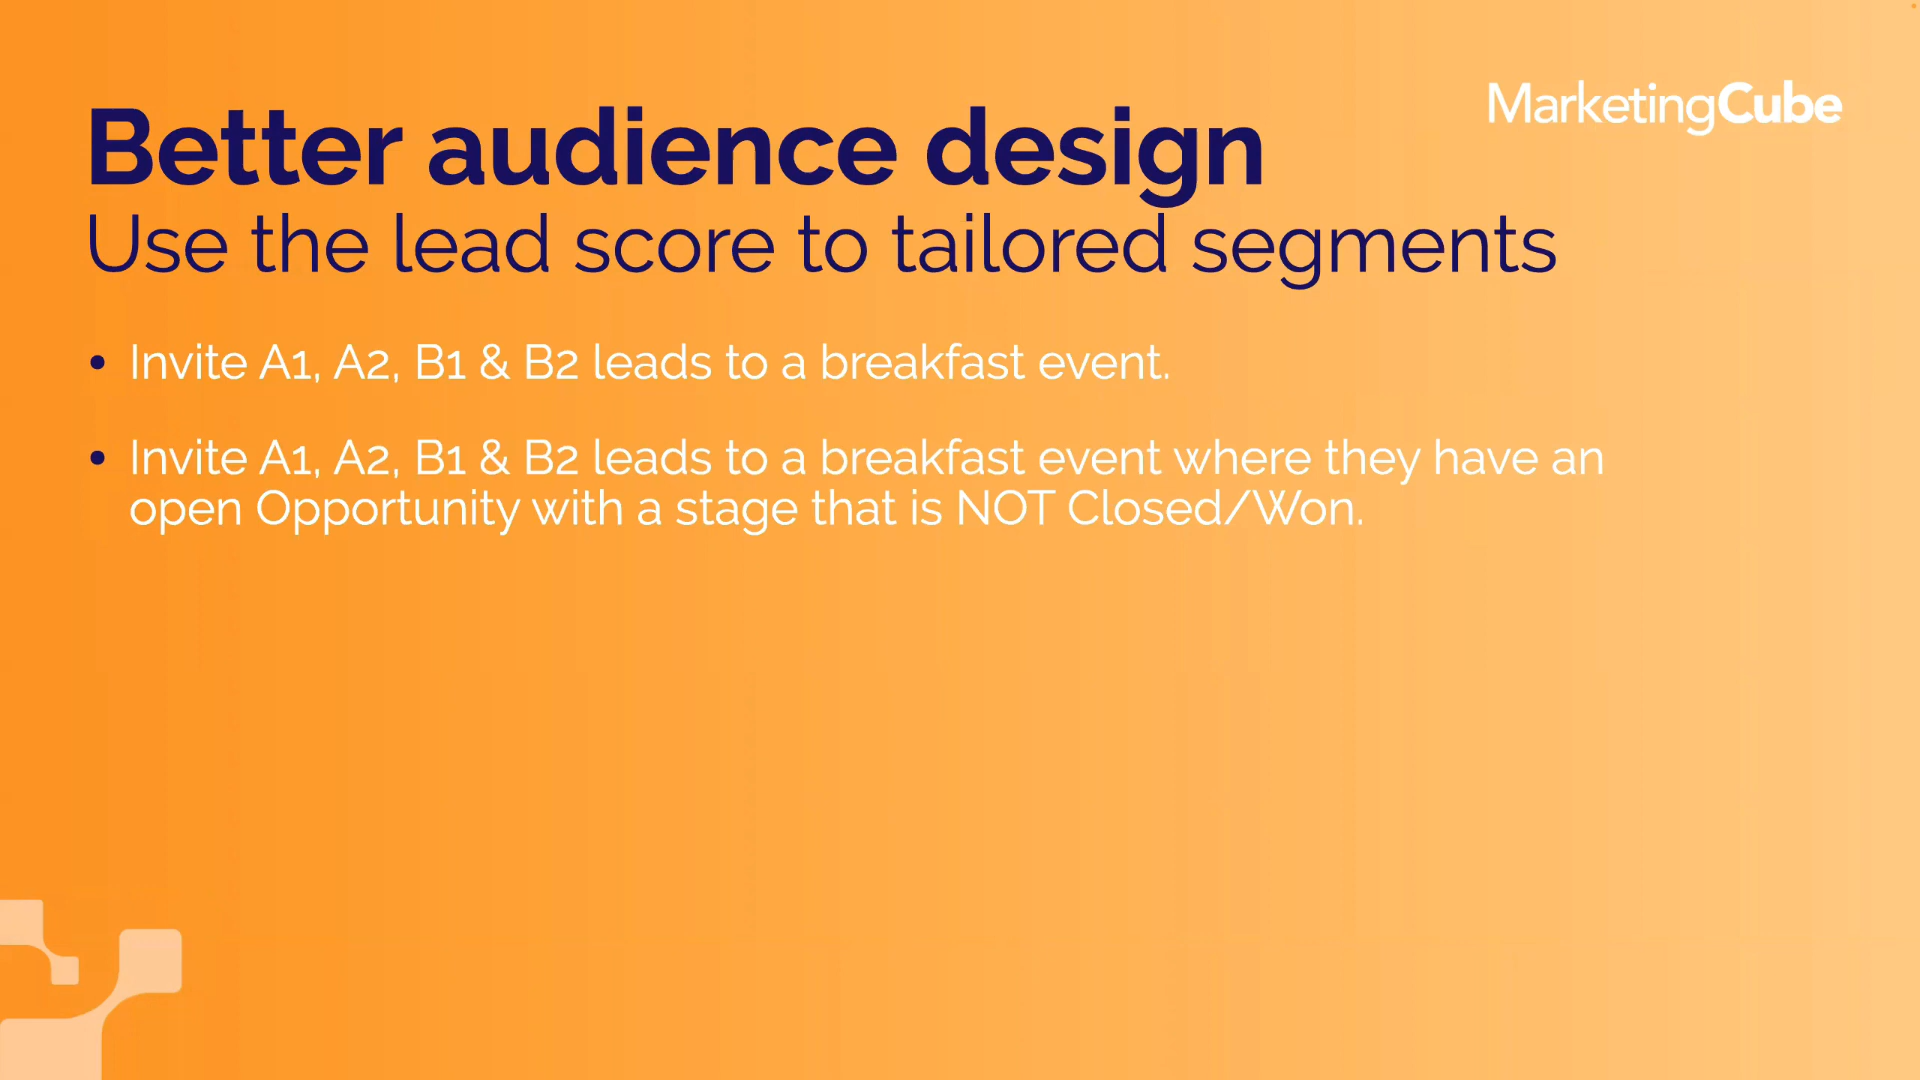 MarketingCube
Better audience design
Use the lead score to tailored segments
• Invite A1, A2, B1 & B2 leads to a breakfast event.
• Invite A1, A2, B1 & B2 leads to a breakfast event where they have an
open Opportunity with a stage that is NOT Closed/Won.